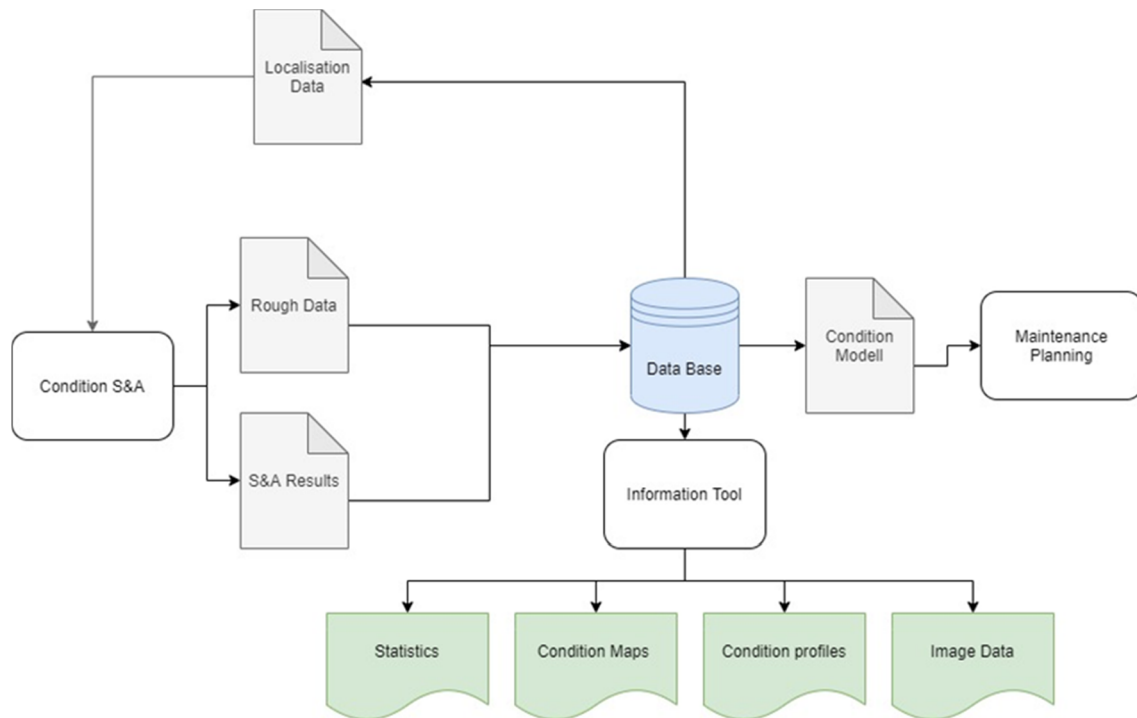 Localisation
Data
Rough Data
Condition S&A
S&A Results
Data Base
Condition
Modell
Maintenance
Planning
Information Tool
Statistics
Condition Maps
Condition profiles
Image Data